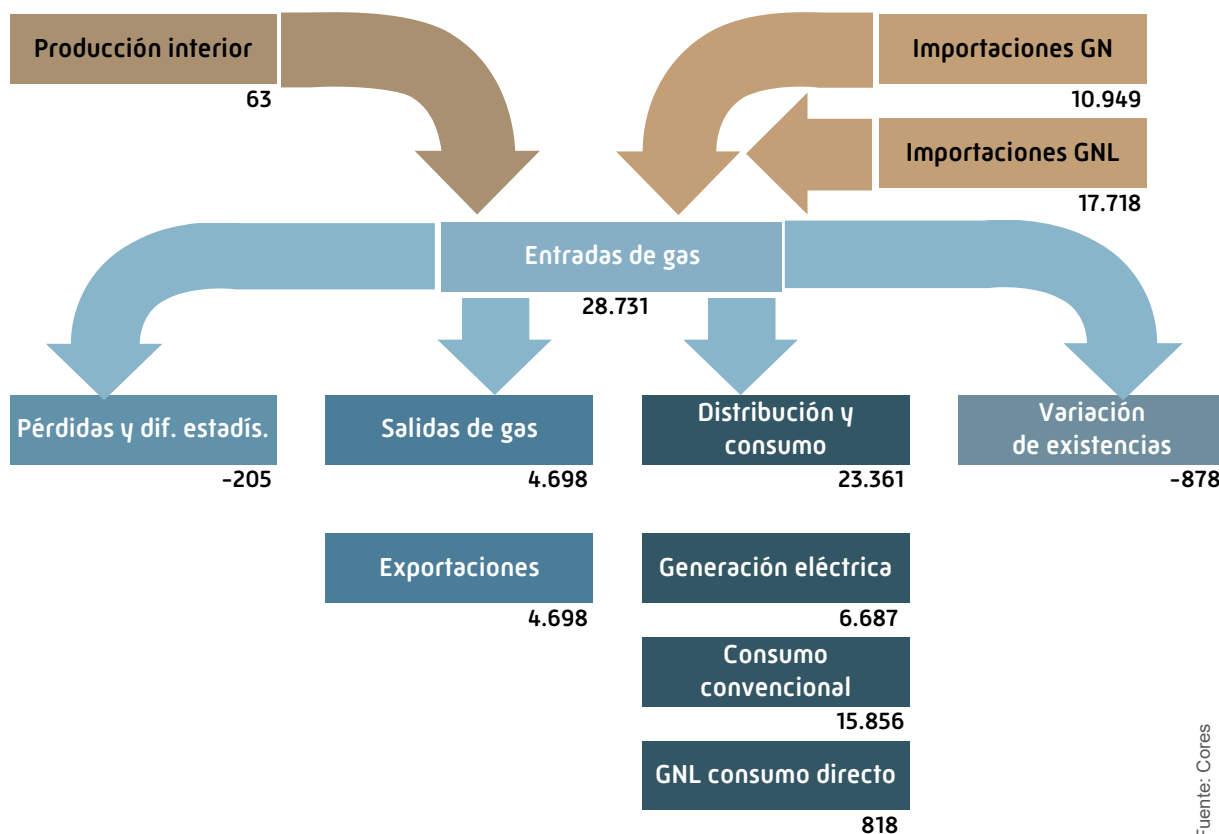 Producción interior
63
Importaciones GN
10.949
Importaciones GNL
17.718
Entradas de gas
28.731
Pérdidas y dif. estadís.
-205
Salidas de gas
4.698
Distribución y
consumo
23.361
Variación
de existencias
-878
Exportaciones
4.698
Generación eléctrica
6.687
Consumo
convencional
15.856
GNL consumo directo
818
Fuente: Cores